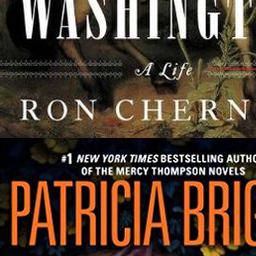 WASHINGT
A Life
RON CHERN
#1 NEW YORK TIMES BESTSELLING AUTHO
OF THE MERCY THOMPSON NOVELS
PATRICIA BRIG